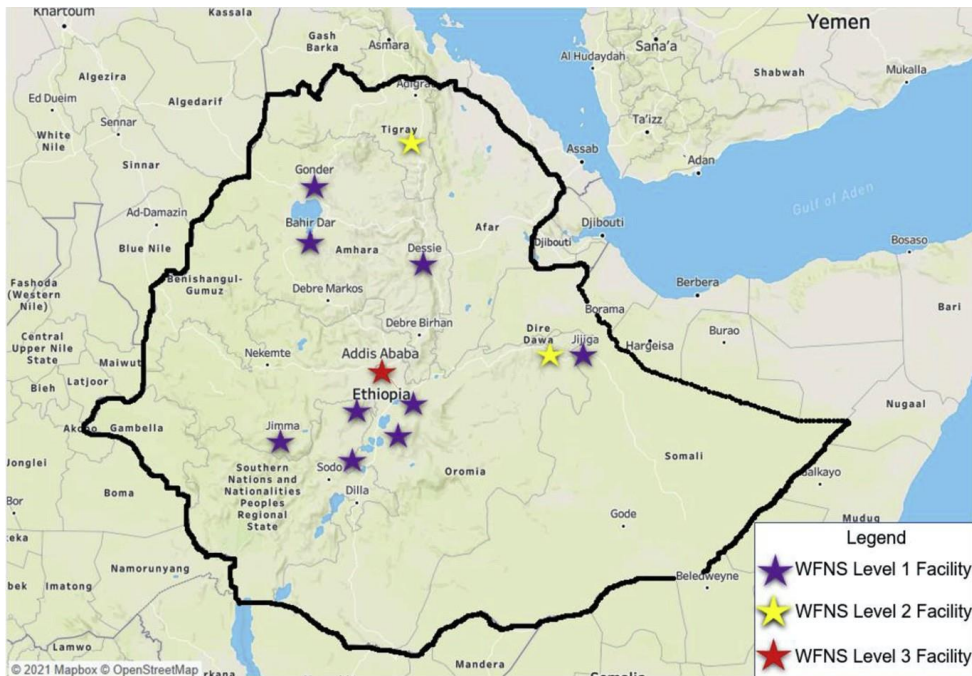 Khartoum
Kassala
Gash
Barka
Asmara
Yemen
Sana'a
Al Hudaydah
Shabwah
Mukalla
Algezira
Algedarif
Ed Dueim
Sennar
White
Nile
Sinnar
Adigrat
Tigray
Ta'izz
Assab
Adan
Gulf of Aden
Gonder
Ad-Damazin
Bahir Dar
Blue Nile
Amhara
Dessie
Afar
Djibouti
Djibouti
Bosaso
Benishangul-
Gumuz
Fashoda
(Western
Nile)
Debre Markos
Berbera
Bari
Borama
Central
Upper Nile
State
Debre Birhan
Dire
Dawa
Jijiga
Hargeisa
Burao
Maiwut
Nekemte
Addis Ababa
Bieh
Latjoor
Ethiopia
Nugaal
Akobo
Gambella
Jimma
Jonglei
Sodo
Oromia
Somali
Southern
Nations and
Nationalities
Peoples
Regional
State
Boma
Dilla
Bor
Gode
Mudug
Legend
Namorunyang
Imatong
Beledweyne
WFNS Level 1 Facility
WFNS Level 2 Facility
Lamwo
Mandera
WFNS Level 3 Facility
© 2021 Mapbox © OpenStreetMap